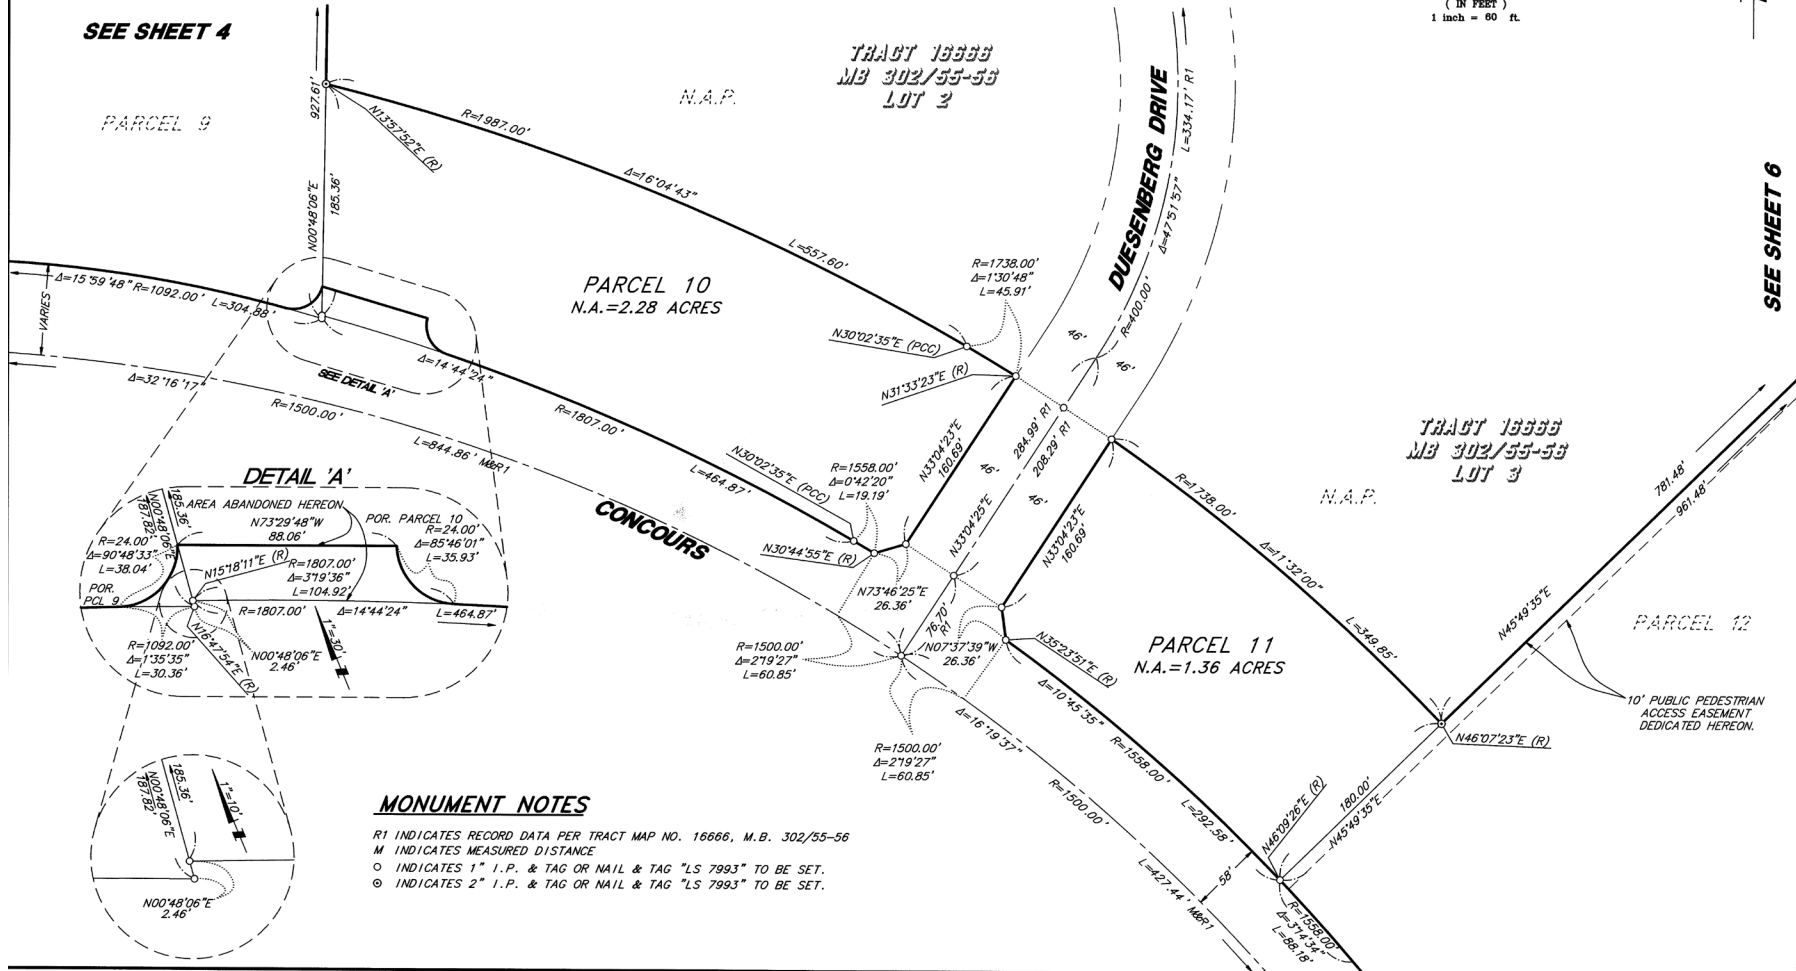 ( IN FEET )
1 inch = 60 ft.
SEE SHEET 4
PARCEL 9
927.61'
N13°57'52"E (R)
R=1987.00'
Δ=16°04'43"
L=557.60'
N.A.P.
TRACT 16666
MB 302/55-56
LOT 2
DUESENBERG DRIVE
L=334.17' R1
Δ=47°51'57"
R=400.00'
SEE SHEET 6
N00°48'06"E
185.36'
PARCEL 10
N.A.=2.28 ACRES
R=1738.00'
Δ=1°30'48"
L=45.91'
N30°02'35"E (PCC)
N31°33'23"E (R)
46'
46'
VARIES
Δ=15°59'48" R=1092.00' L=304.88'
Δ=14°44'24"
SEE DETAIL 'A'
Δ=32°16'17"
R=1500.00'
L=844.86' M&R1
R=1807.00'
L=464.87'
N30°02'35"E (PCC)
R=1558.00'
Δ=0°42'20"
L=19.19'
N33°04'23"E
160.69'
46'
284.99' R1
208.29' R1
46'
N33°04'25"E
N33°04'23"E
160.69'
CONCOURS
N30°44'55"E (R)
N73°46'25"E
26.36'
76.70'
R1
N07°37'39"W
26.36'
N35°23'51"E (R)
R=1500.00'
Δ=2°19'27"
L=60.85'
R=1500.00'
Δ=2°19'27"
L=60.85'
R=1738.00'
Δ=11°32'00"
L=349.85'
N.A.P.
TRACT 16666
MB 302/55-56
LOT 3
781.48'
961.48'
N45°49'35"E
PARCEL 12
PARCEL 11
N.A.=1.36 ACRES
10' PUBLIC PEDESTRIAN
ACCESS EASEMENT
DEDICATED HEREON.
N46°07'23"E (R)
Δ=10°45'35"
R=1558.00'
L=292.58'
Δ=16°19'37"
R=1500.00'
L=427.44' M&R1
58'
N46°09'26"E (R)
180.00'
N45°49'35"E
R=1558.00'
Δ=3°14'34"
L=88.18'
DETAIL 'A'
AREA ABANDONED HEREON
N73°29'48"W
88.06'
POR. PARCEL 10
R=24.00'
Δ=85°46'01"
L=35.93'
185.36'
N00°48'06"E
187.82'
R=24.00'
Δ=90°48'33"
L=38.04'
N15°18'11"E (R)
R=1807.00'
Δ=3°19'36"
L=104.92'
POR.
PCL 9
R=1807.00'
Δ=14°44'24"
L=464.87'
R=1092.00'
Δ=1°35'35"
L=30.36'
N16°47'54"E (R)
N00°48'06"E
2.46'
1"=30'
185.36'
N00°48'06"E
187.82'
1"=10'
N00°48'06"E
2.46'
MONUMENT NOTES
R1 INDICATES RECORD DATA PER TRACT MAP NO. 16666, M.B. 302/55-56
M INDICATES MEASURED DISTANCE
○ INDICATES 1" I.P. & TAG OR NAIL & TAG "LS 7993" TO BE SET.
⊙ INDICATES 2" I.P. & TAG OR NAIL & TAG "LS 7993" TO BE SET.